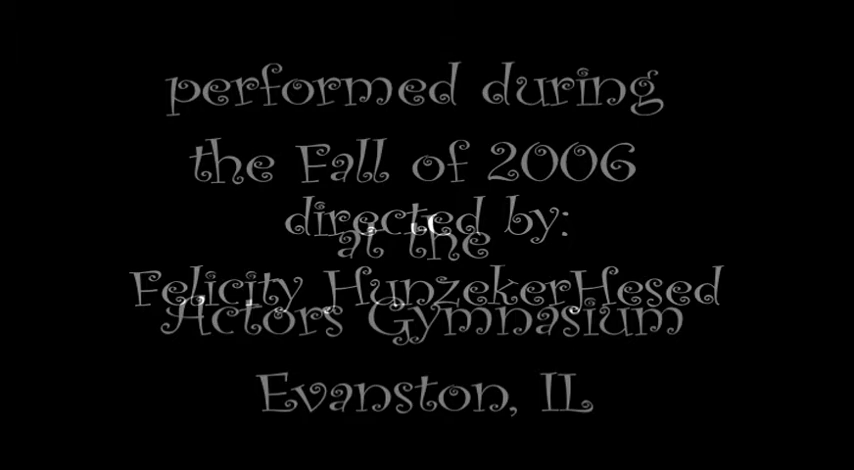 performed during
the Fall of 2006
directed by:
at the
Felicity HunzekerHesed
Actors Gymnasium
Evanston, IL